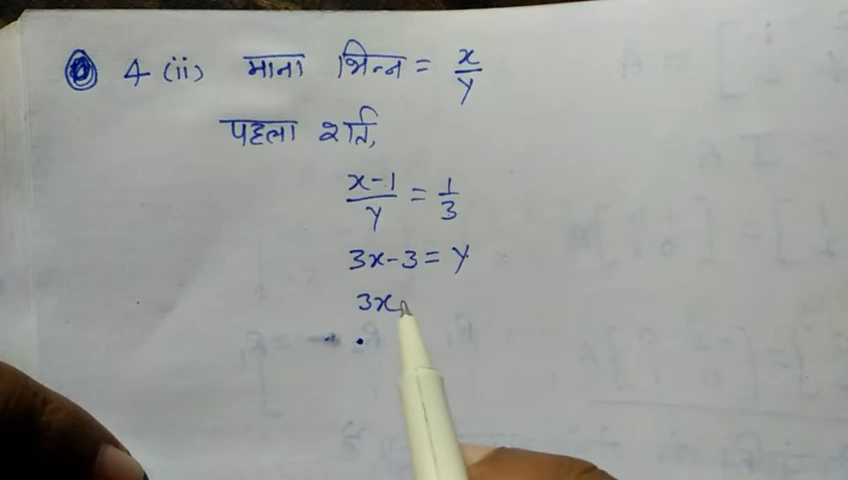 4 (ii) माना भिन्न = x/y
पहला शर्त,
x-1/y = 1/3
3x-3 = y
3x